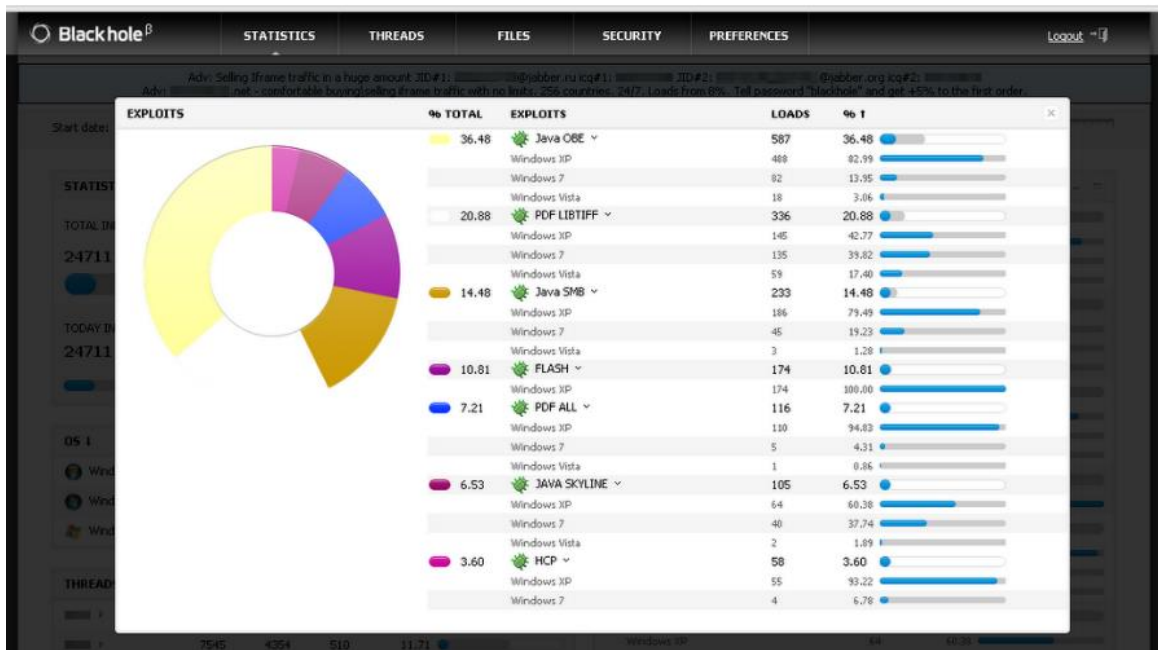 Blackhole β STATISTICS THREADS FILES SECURITY PREFERENCES Logout
Adv: Selling Iframe traffic in a huge amount JID#1: @jabber.ru icq#1: JID#2: @jabber.org icq#2:
Adv: .net - comfortable buying\selling iframe traffic with no limits. 256 countries. 24/7. Loads from 8%. Tell password "blackhole" and get +5% to the first order.
Start date:
EXPLOITS % TOTAL EXPLOITS LOADS % ↑
36.48 Java OBE 587 36.48
Windows XP 488 82.99
Windows 7 82 13.95
Windows Vista 18 3.06
20.88 PDF LIBTIFF 336 20.88
Windows XP 145 42.77
Windows 7 135 39.82
Windows Vista 59 17.40
14.48 Java SMB 233 14.48
Windows XP 186 79.49
Windows 7 45 19.23
Windows Vista 3 1.28
10.81 FLASH 174 10.81
Windows XP 174 100.00
7.21 PDF ALL 116 7.21
Windows XP 110 94.83
Windows 7 5 4.31
Windows Vista 1 0.86
6.53 JAVA SKYLINE 105 6.53
Windows XP 64 60.38
Windows 7 40 37.74
Windows Vista 2 1.89
3.60 HCP 58 3.60
Windows XP 55 93.22
Windows 7 4 6.78
STATIST
TOTAL IN
24711
TODAY IN
24711
OS ↓
Wind
Wind
Wind
THREAD
7545 4354 510 11.71
Windows XP 64 60.38